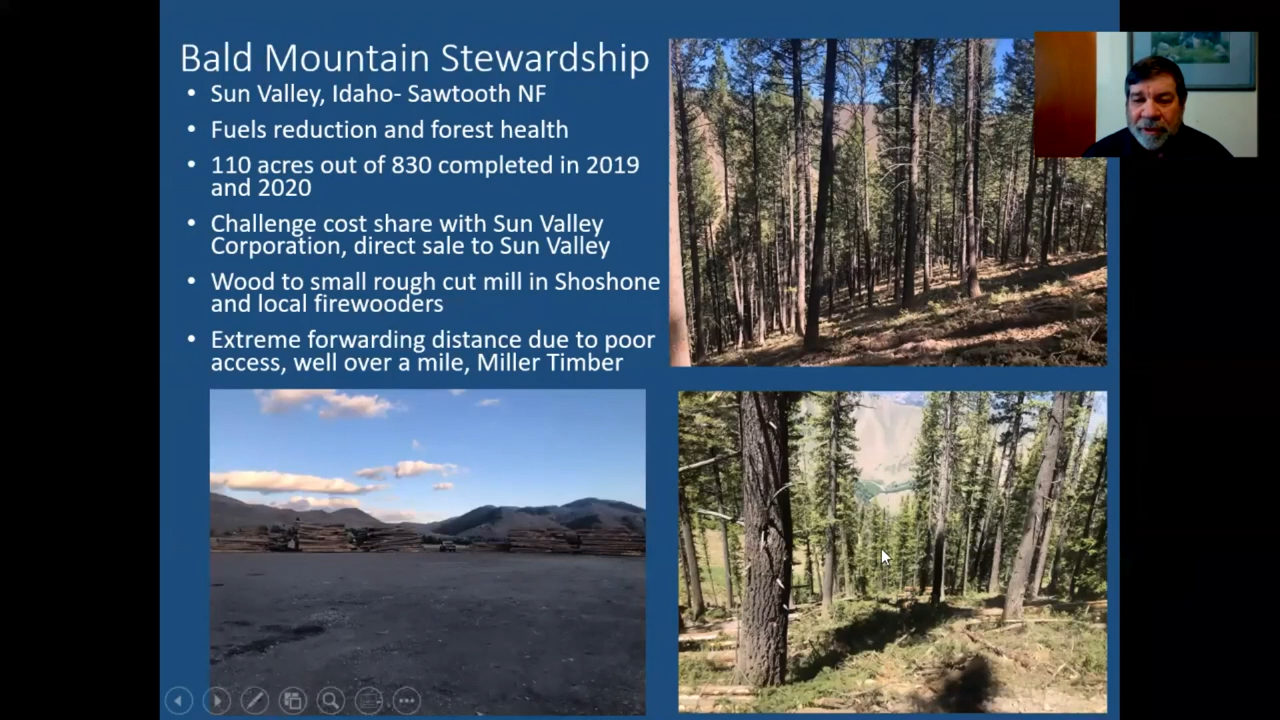 Bald Mountain Stewardship
• Sun Valley, Idaho- Sawtooth NF
• Fuels reduction and forest health
• 110 acres out of 830 completed in 2019
and 2020
• Challenge cost share with Sun Valley
Corporation, direct sale to Sun Valley
• Wood to small rough cut mill in Shoshone
and local firewooders
• Extreme forwarding distance due to poor
access, well over a mile, Miller Timber